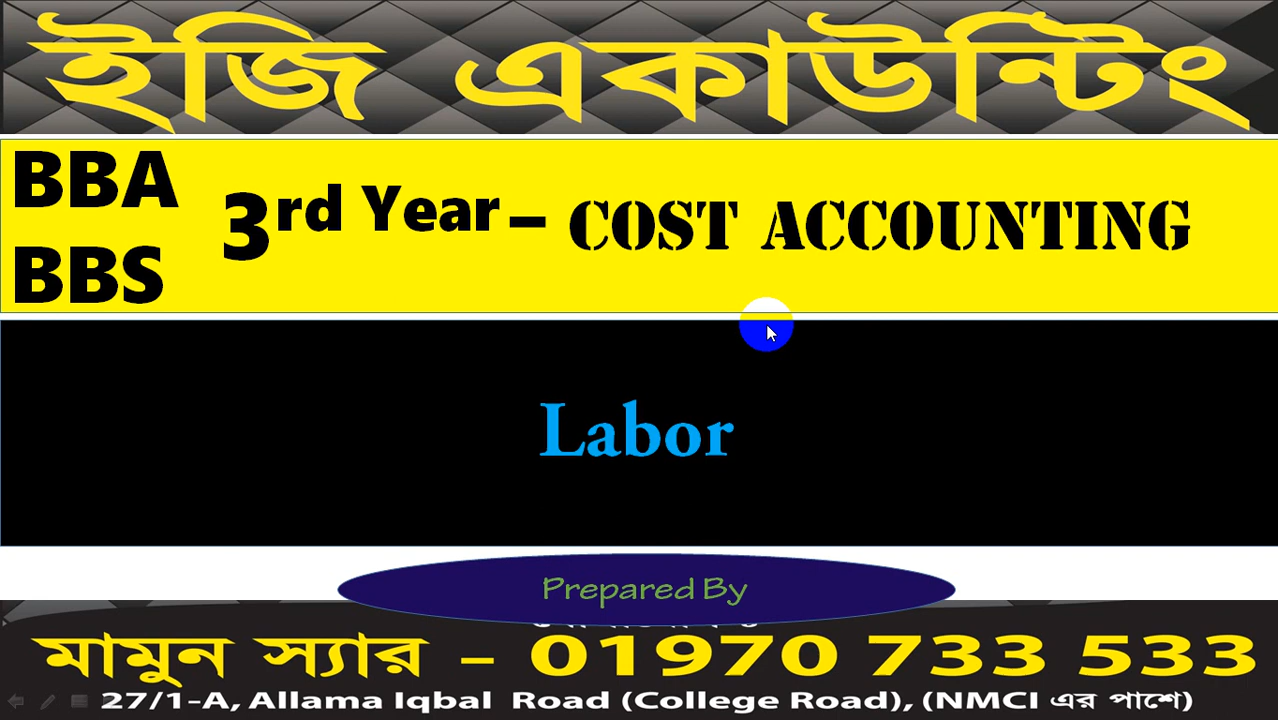 ইজি একাউন্টিং
BBA
BBS
3rd Year – COST ACCOUNTING
Labor
Prepared By
মামুন স্যার – 01970 733 533
27/1-A, Allama Iqbal Road (College Road), (NMCI এর পাশে)